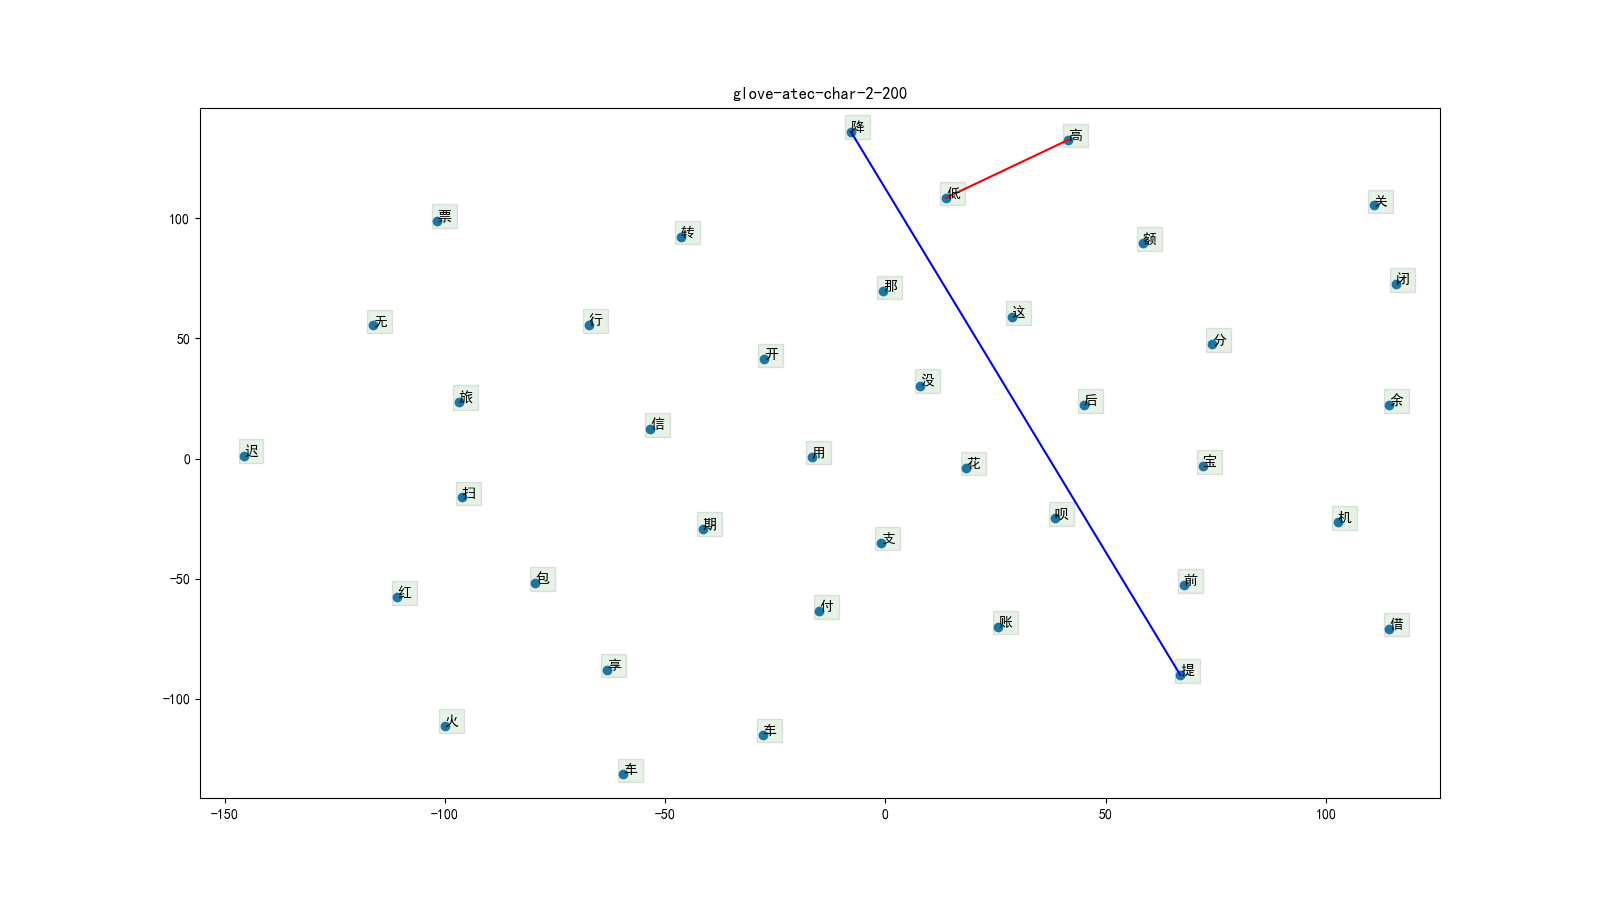 glove-atec-char-2-200
降
高
低
关
票
转
额
闭
那
这
无
行
分
开
没
旅
后
余
信
迟
用
花
宝
扫
呗
机
期
支
包
前
红
付
账
借
享
提
火
车
车
100
50
0
−50
−100
−150
−100
−50
0
50
100